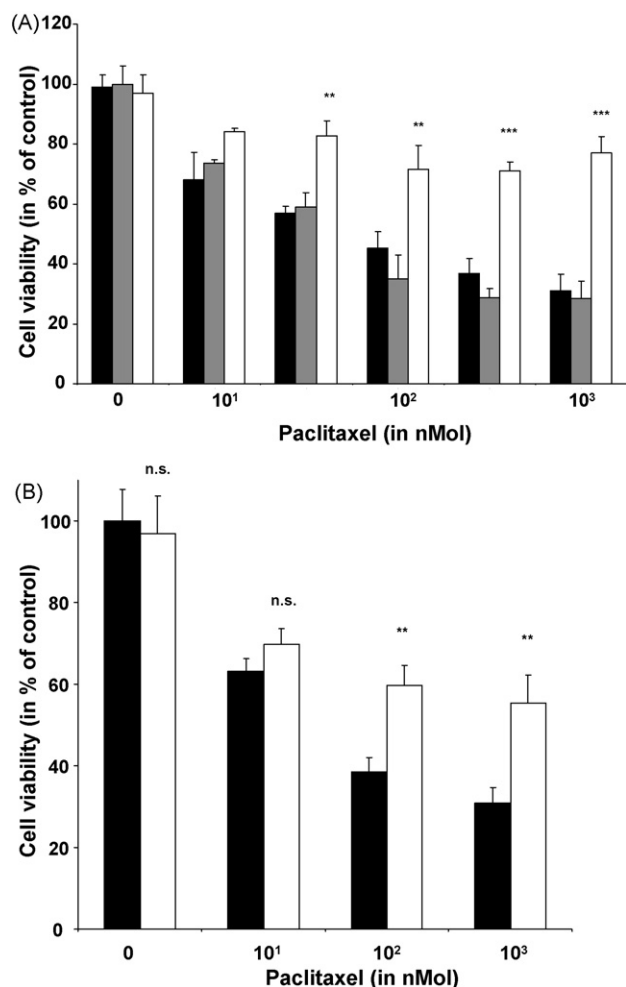 (A)
120
100
80
60
40
20
0
Cell viability (in % of control)
** ** *** ***
0 10¹ 10² 10³
Paclitaxel (in nMol)
(B)
100
80
60
40
20
0
Cell viability (in % of control)
n.s. n.s. ** **
0 10¹ 10² 10³
Paclitaxel (in nMol)